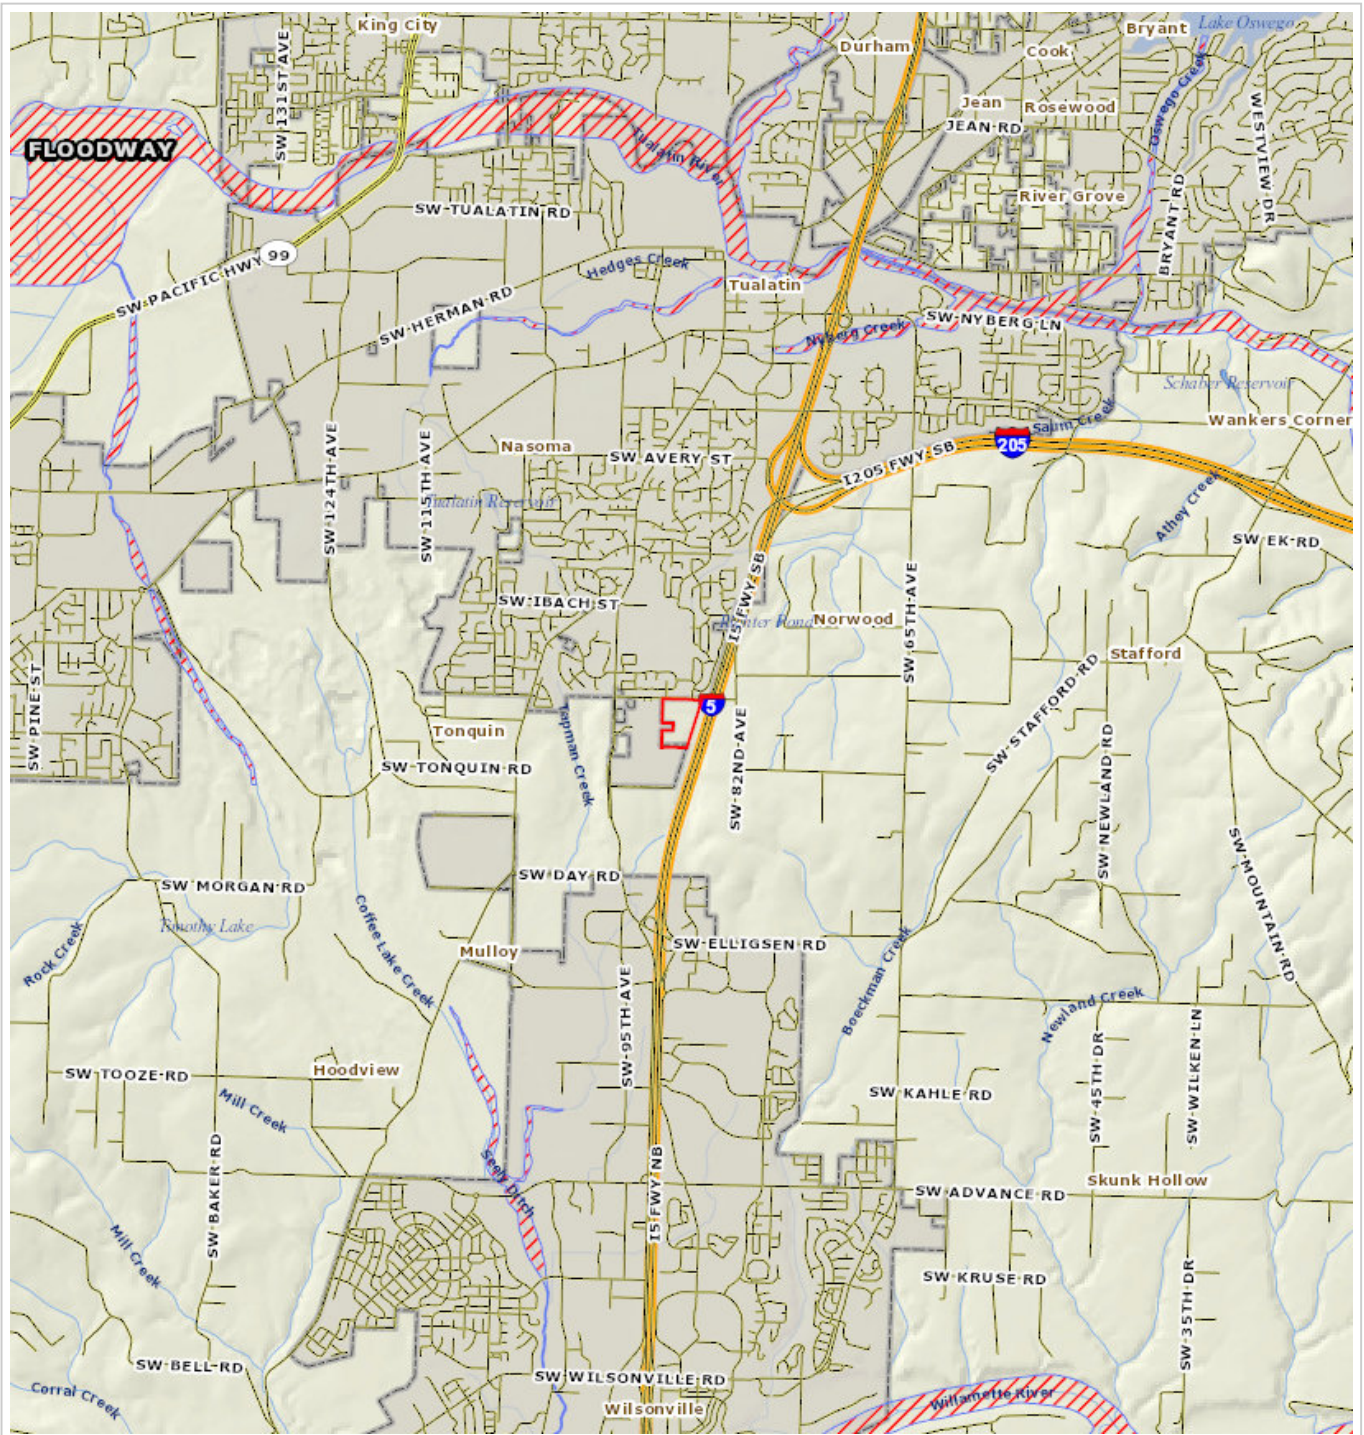 King City
Bryant
Lake Oswego
Durham
Cook
SW 131ST AVE
Jean
Rosewood
Oswego Creek
WESTVIEW DR
JEAN RD
FLOODWAY
Tualatin River
River Grove
SW TUALATIN RD
BRYANT RD
99
SW PACIFIC HWY
Hedges Creek
Tualatin
SW HERMAN RD
SW NYBERG LN
Nyberg Creek
Schaber Reservoir
Saum Creek
Wankers Corner
Nasoma
SW AVERY ST
205
I205 FWY SB
SW 124TH AVE
SW 115TH AVE
Tualatin Reservoir
Athey Creek
SW EK RD
I5 FWY SB
SW IBACH ST
Norwood
SW 65TH AVE
Stafford
SW PINE ST
5
Tonquin
Tapman Creek
SW 82ND AVE
SW STAFFORD RD
SW NEWLAND RD
SW TONQUIN RD
SW MORGAN RD
SW DAY RD
SW MOUNTAIN RD
Timothy Lake
Coffee Lake Creek
Rock Creek
Mulloy
SW ELLIGSEN RD
Boeckman Creek
SW 95TH AVE
Newland Creek
SW TOOZE RD
Hoodview
SW KAHLE RD
SW 45TH DR
SW WILKEN LN
Mill Creek
SW BAKER RD
Seely Ditch
I5 FWY NB
Skunk Hollow
SW ADVANCE RD
Mill Creek
SW KRUSE RD
SW 35TH DR
SW BELL RD
SW WILSONVILLE RD
Corral Creek
Willamette River
Wilsonville